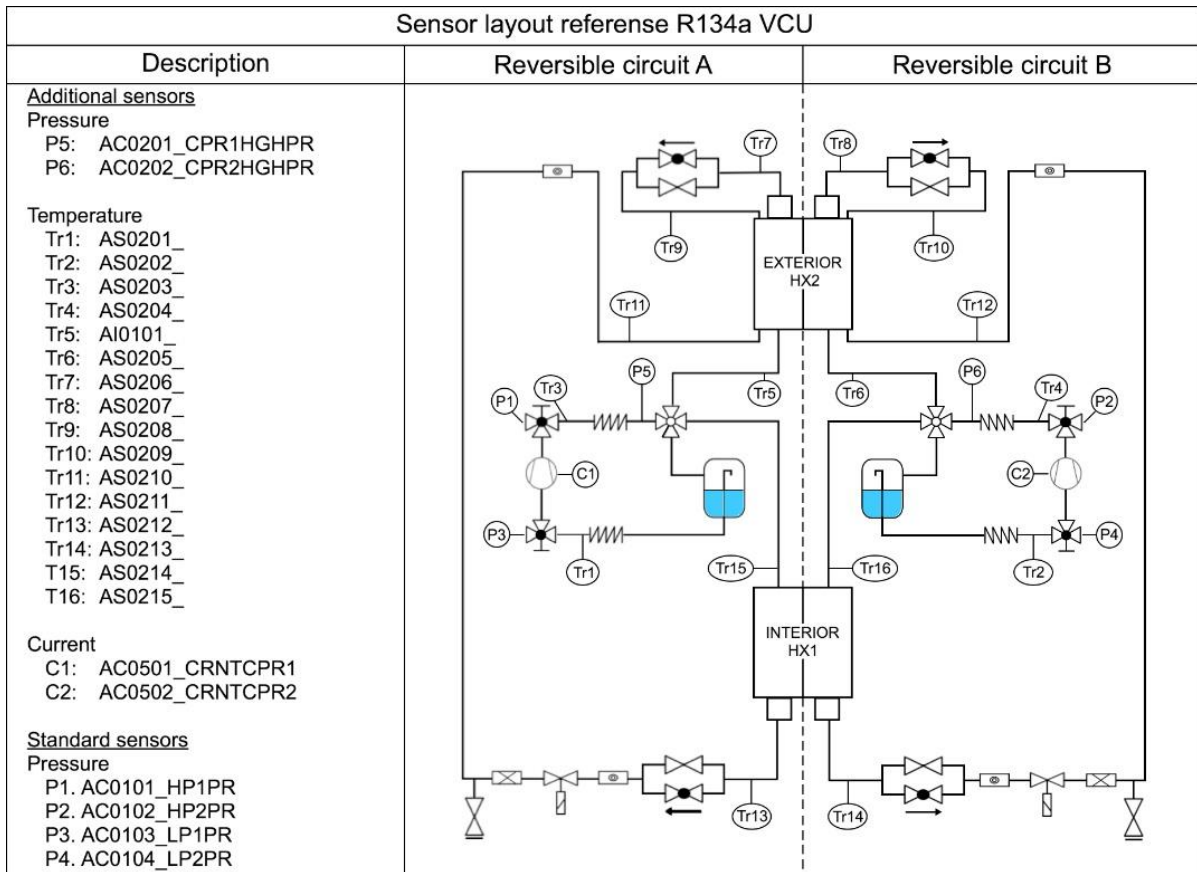 Sensor layout referense R134a VCU
Description
Reversible circuit A
Reversible circuit B
Additional sensors
Pressure
P5: AC0201_CPR1HGHPR
P6: AC0202_CPR2HGHPR
Temperature
Tr1: AS0201_
Tr2: AS0202_
Tr3: AS0203_
Tr4: AS0204_
Tr5: AI0101_
Tr6: AS0205_
Tr7: AS0206_
Tr8: AS0207_
Tr9: AS0208_
Tr10: AS0209_
Tr11: AS0210_
Tr12: AS0211_
Tr13: AS0212_
Tr14: AS0213_
T15: AS0214_
T16: AS0215_
Current
C1: AC0501_CRNTCPR1
C2: AC0502_CRNTCPR2
Standard sensors
Pressure
P1. AC0101_HP1PR
P2. AC0102_HP2PR
P3. AC0103_LP1PR
P4. AC0104_LP2PR
Tr7
Tr8
Tr9
Tr10
EXTERIOR
HX2
Tr11
Tr12
P5
P6
Tr5
Tr6
P1
Tr3
Tr4
P2
C1
C2
P3
Tr1
Tr2
P4
Tr15
Tr16
INTERIOR
HX1
Tr13
Tr14